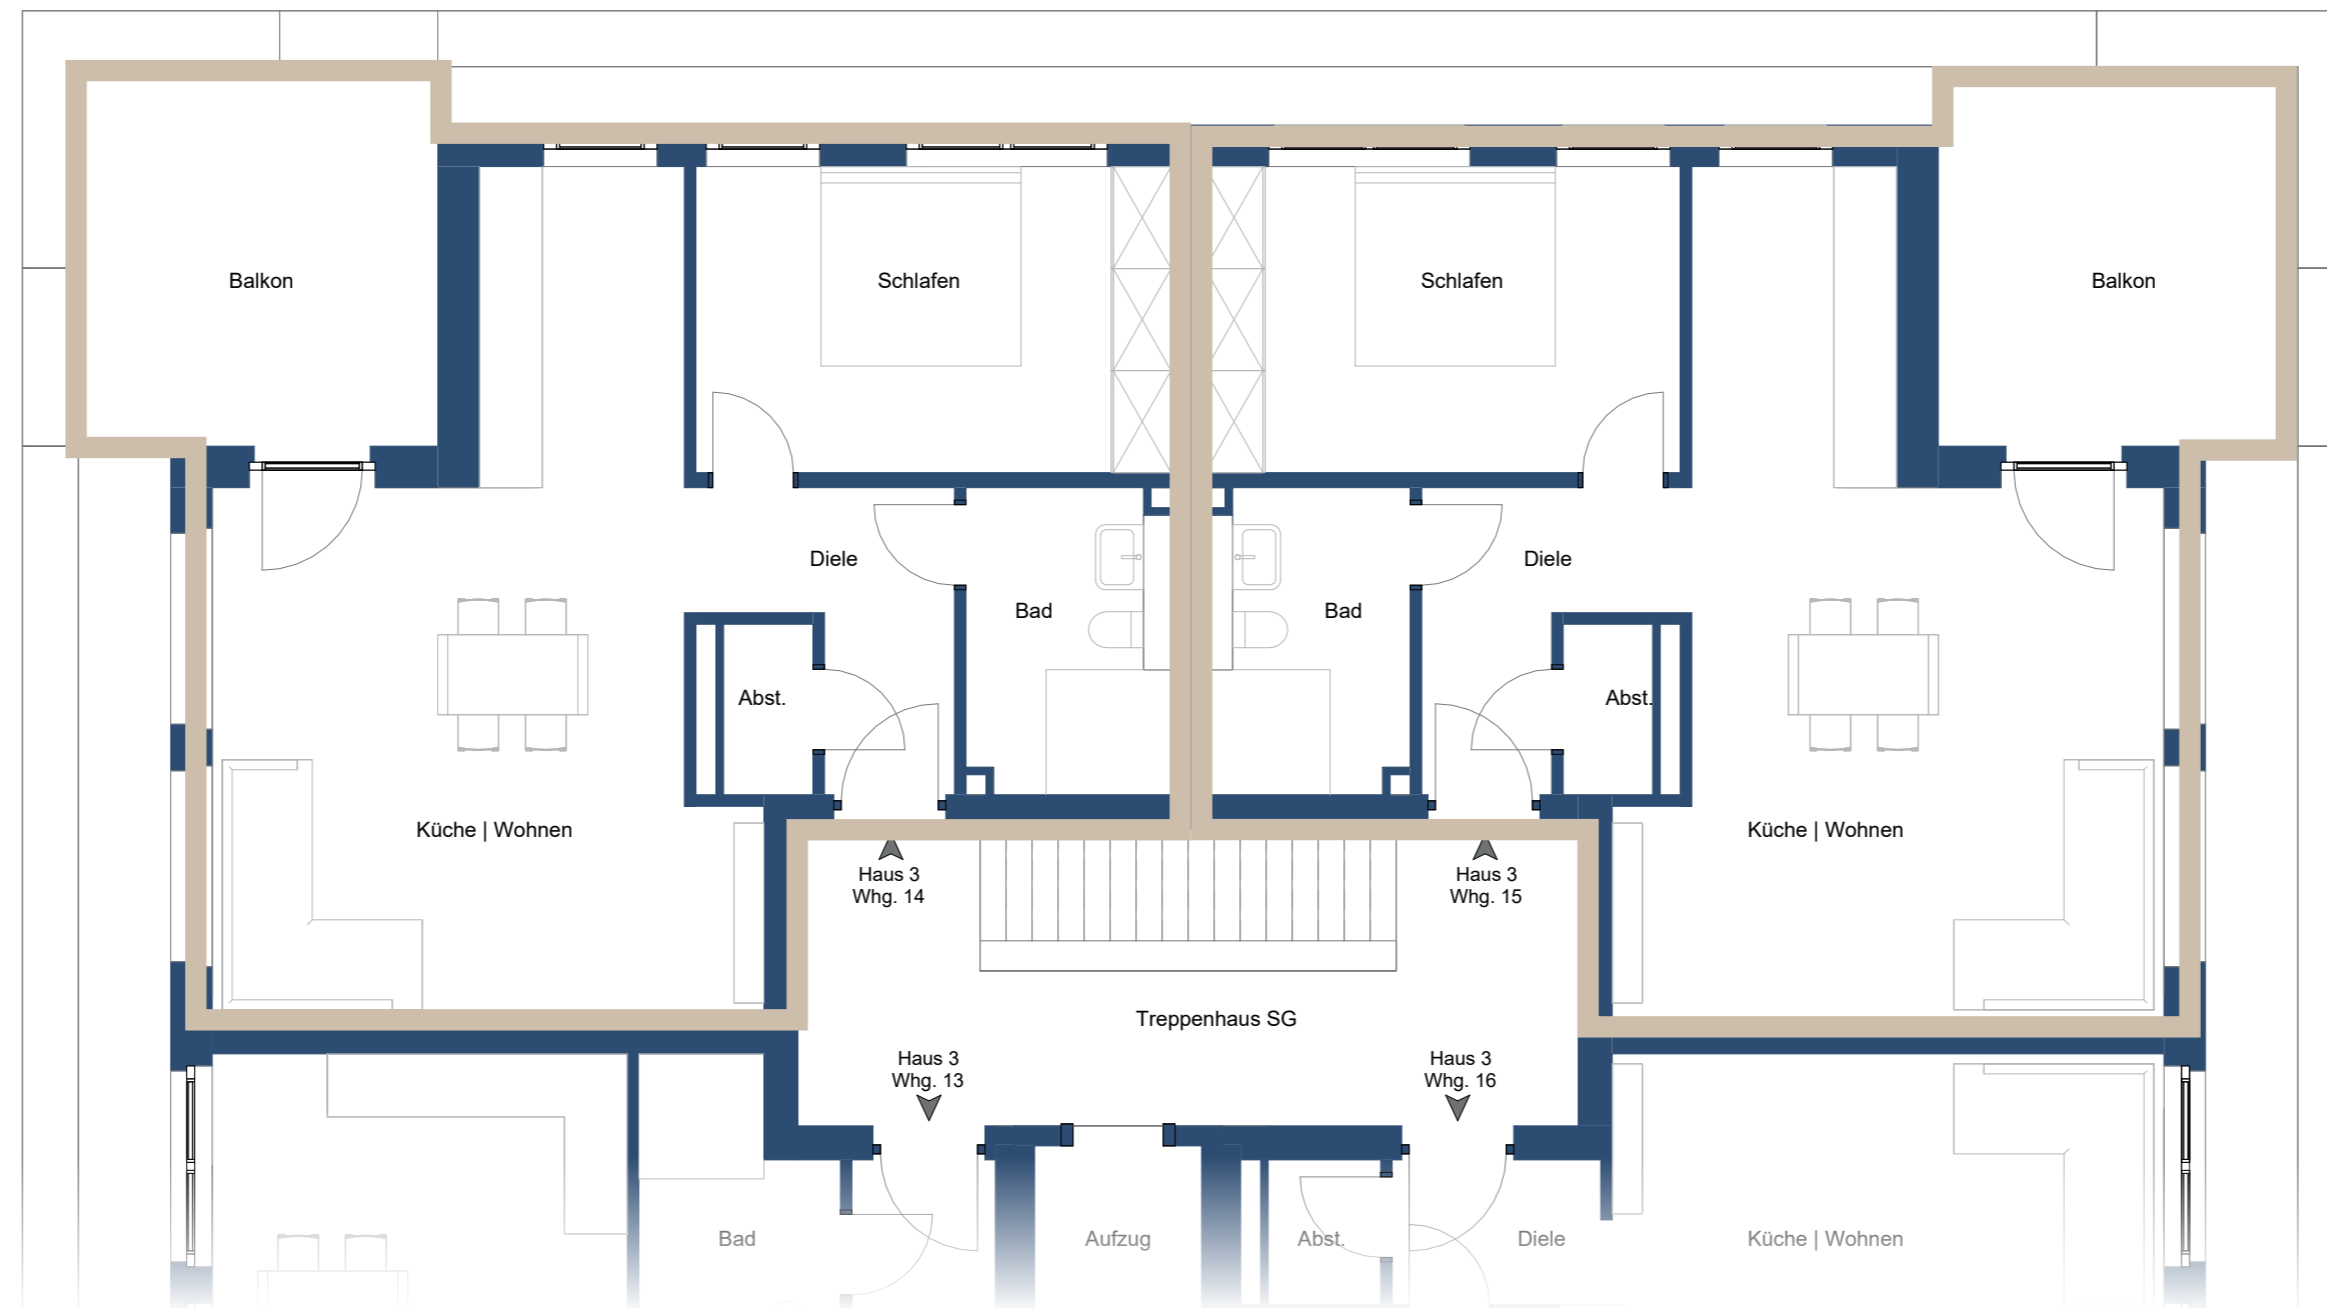 Balkon
Schlafen
Schlafen
Balkon
Diele
Diele
Bad
Bad
Abst.
Abst.
Küche | Wohnen
Küche | Wohnen
Haus 3
Whg. 14
Haus 3
Whg. 15
Treppenhaus SG
Haus 3
Whg. 13
Haus 3
Whg. 16
Bad
Aufzug
Abst.
Diele
Küche | Wohnen